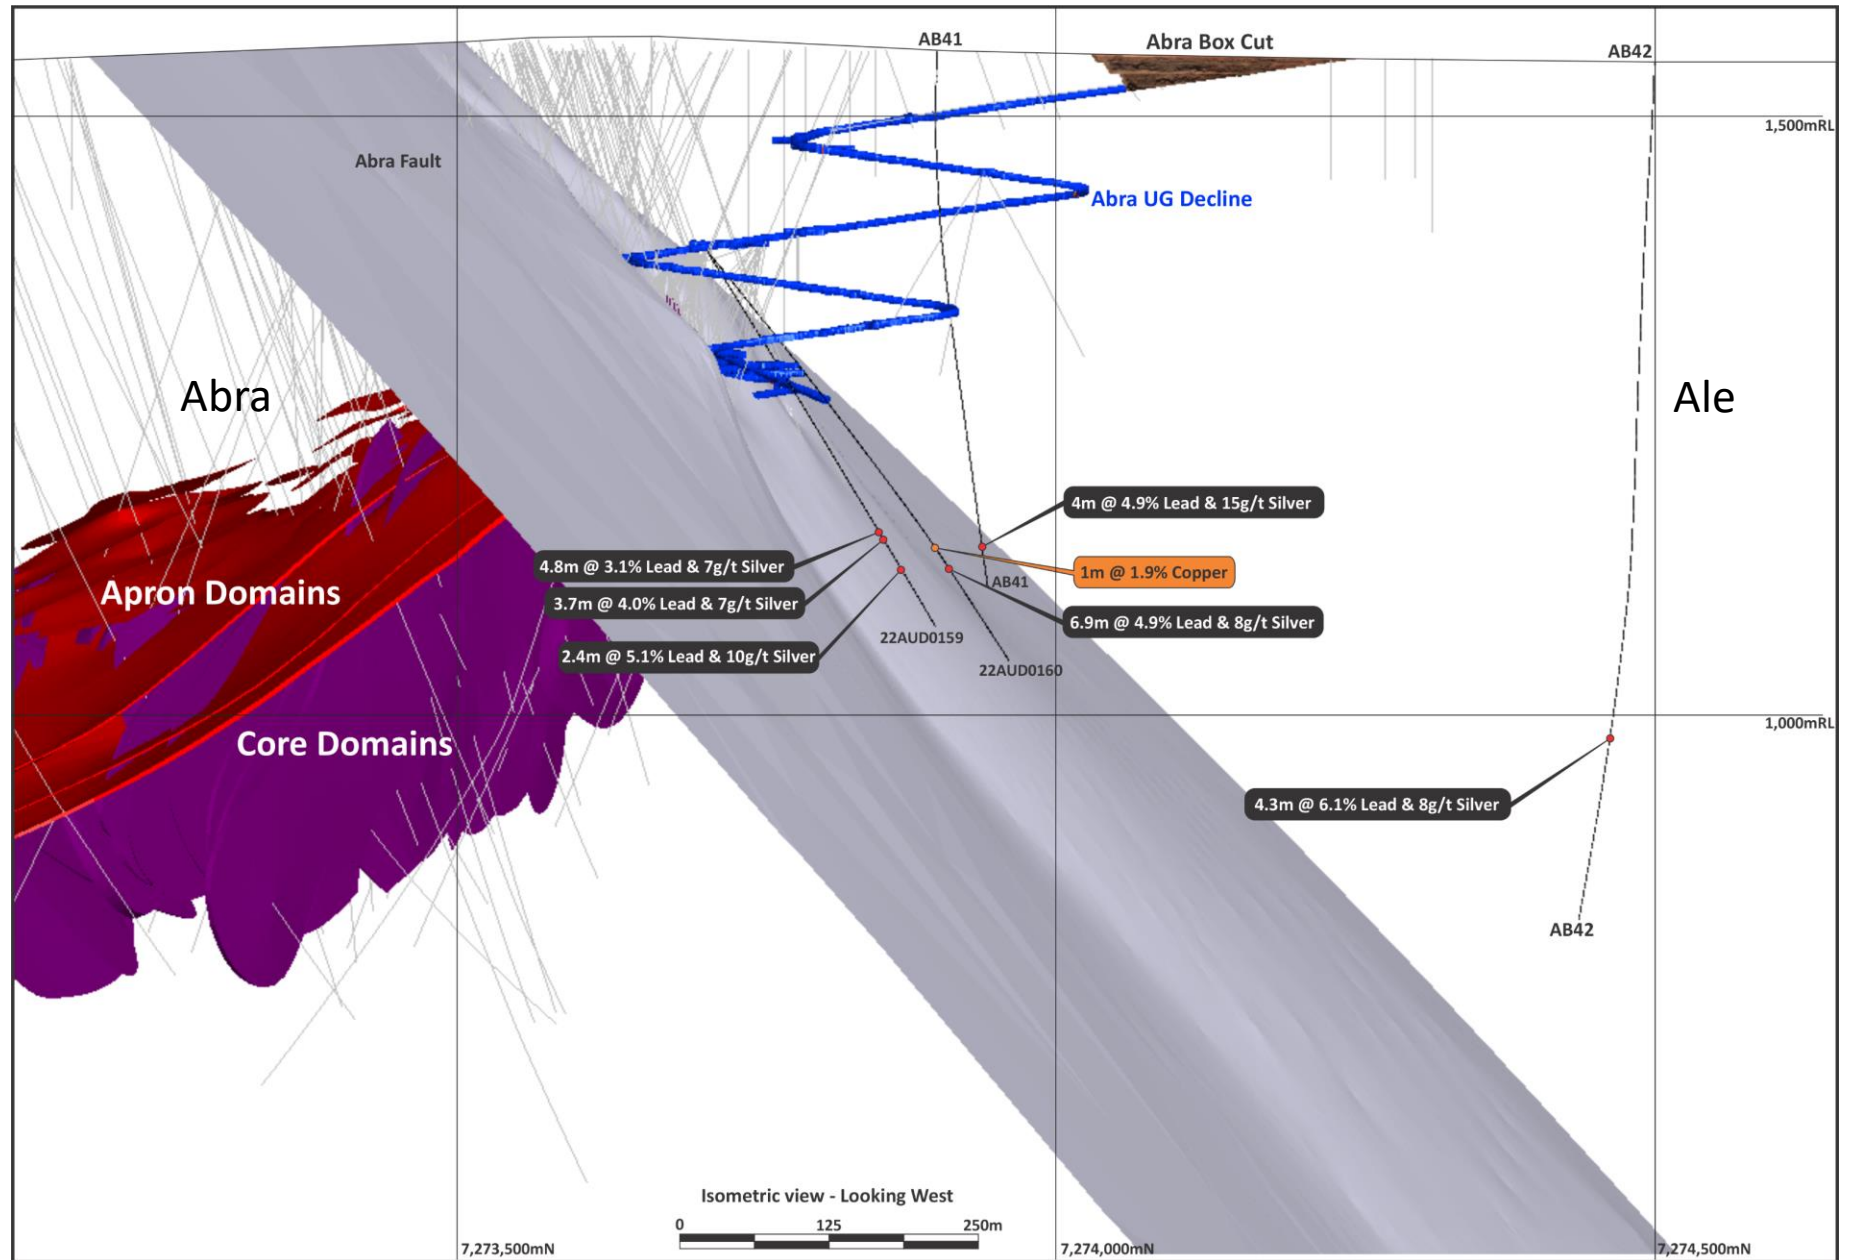 AB41
Abra Box Cut
AB42
1,500mRL
Abra Fault
Abra UG Decline
Abra
Ale
4m @ 4.9% Lead & 15g/t Silver
4.8m @ 3.1% Lead & 7g/t Silver
1m @ 1.9% Copper
AB41
Apron Domains
3.7m @ 4.0% Lead & 7g/t Silver
6.9m @ 4.9% Lead & 8g/t Silver
22AUD0159
2.4m @ 5.1% Lead & 10g/t Silver
22AUD0160
1,000mRL
Core Domains
4.3m @ 6.1% Lead & 8g/t Silver
AB42
Isometric view - Looking West
0 125 250m
7,273,500mN 7,274,000mN 7,274,500mN